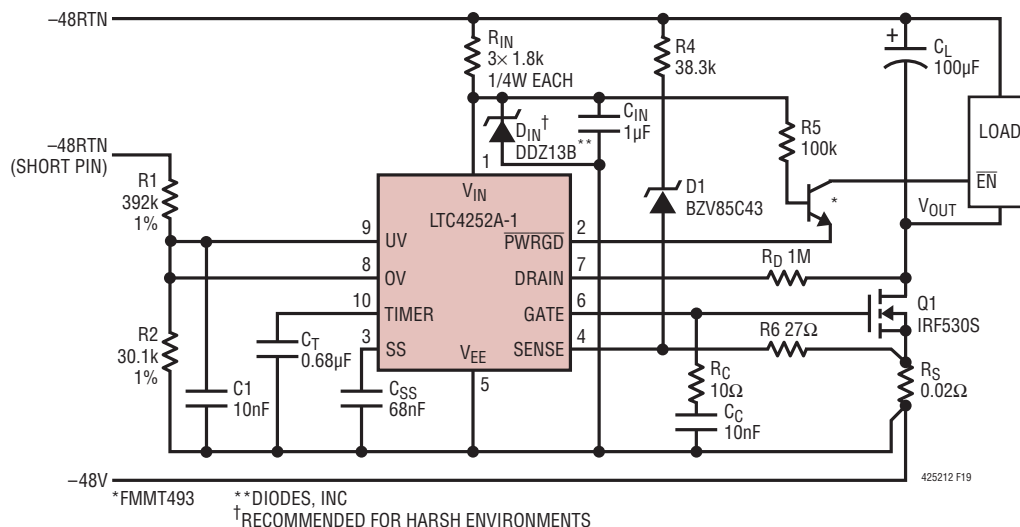 –48RTN
R_IN
3× 1.8k
1/4W EACH
R4
38.3k
+
C_L
100µF
C_IN
1µF
D_IN†
DDZ13B**
R5
100k
LOAD
–48RTN
(SHORT PIN)
R1
392k
1%
1
V_IN
LTC4252A-1
D1
BZV85C43
*
EN
V_OUT
9
UV
2
PWRGD
8
OV
7
DRAIN
R_D 1M
10
TIMER
6
GATE
Q1
IRF530S
3
SS
V_EE
4
SENSE
R6 27Ω
R2
30.1k
1%
C_T
0.68µF
5
R_C
10Ω
R_S
0.02Ω
C1
10nF
C_SS
68nF
C_C
10nF
–48V
425212 F19
*FMMT493
**DIODES, INC
†RECOMMENDED FOR HARSH ENVIRONMENTS